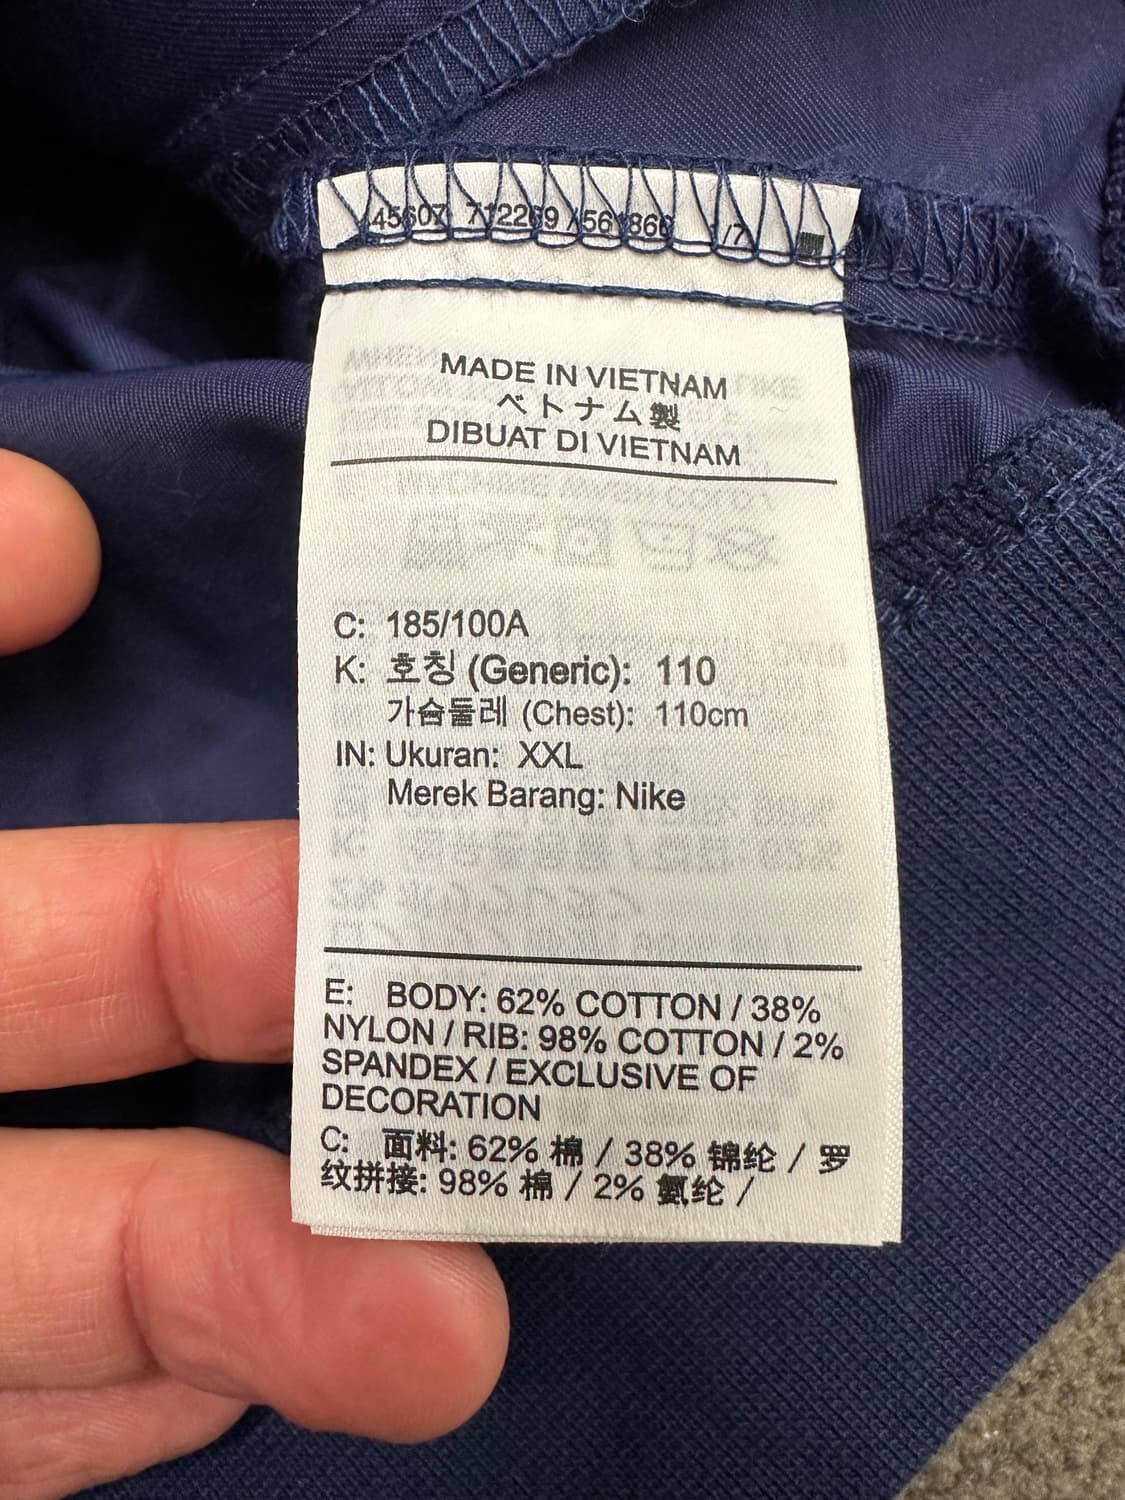 MADE IN VIETNAM
ベトナム製
DIBUAT DI VIETNAM
C: 185/100A
K: 호칭 (Generic): 110
가슴둘레 (Chest): 110cm
IN: Ukuran: XXL
Merek Barang: Nike
E: BODY: 62% COTTON / 38%
NYLON / RIB: 98% COTTON / 2%
SPANDEX / EXCLUSIVE OF
DECORATION
C: 面料: 62% 棉 / 38% 锦纶 / 罗
纹拼接: 98% 棉 / 2% 氨纶 /